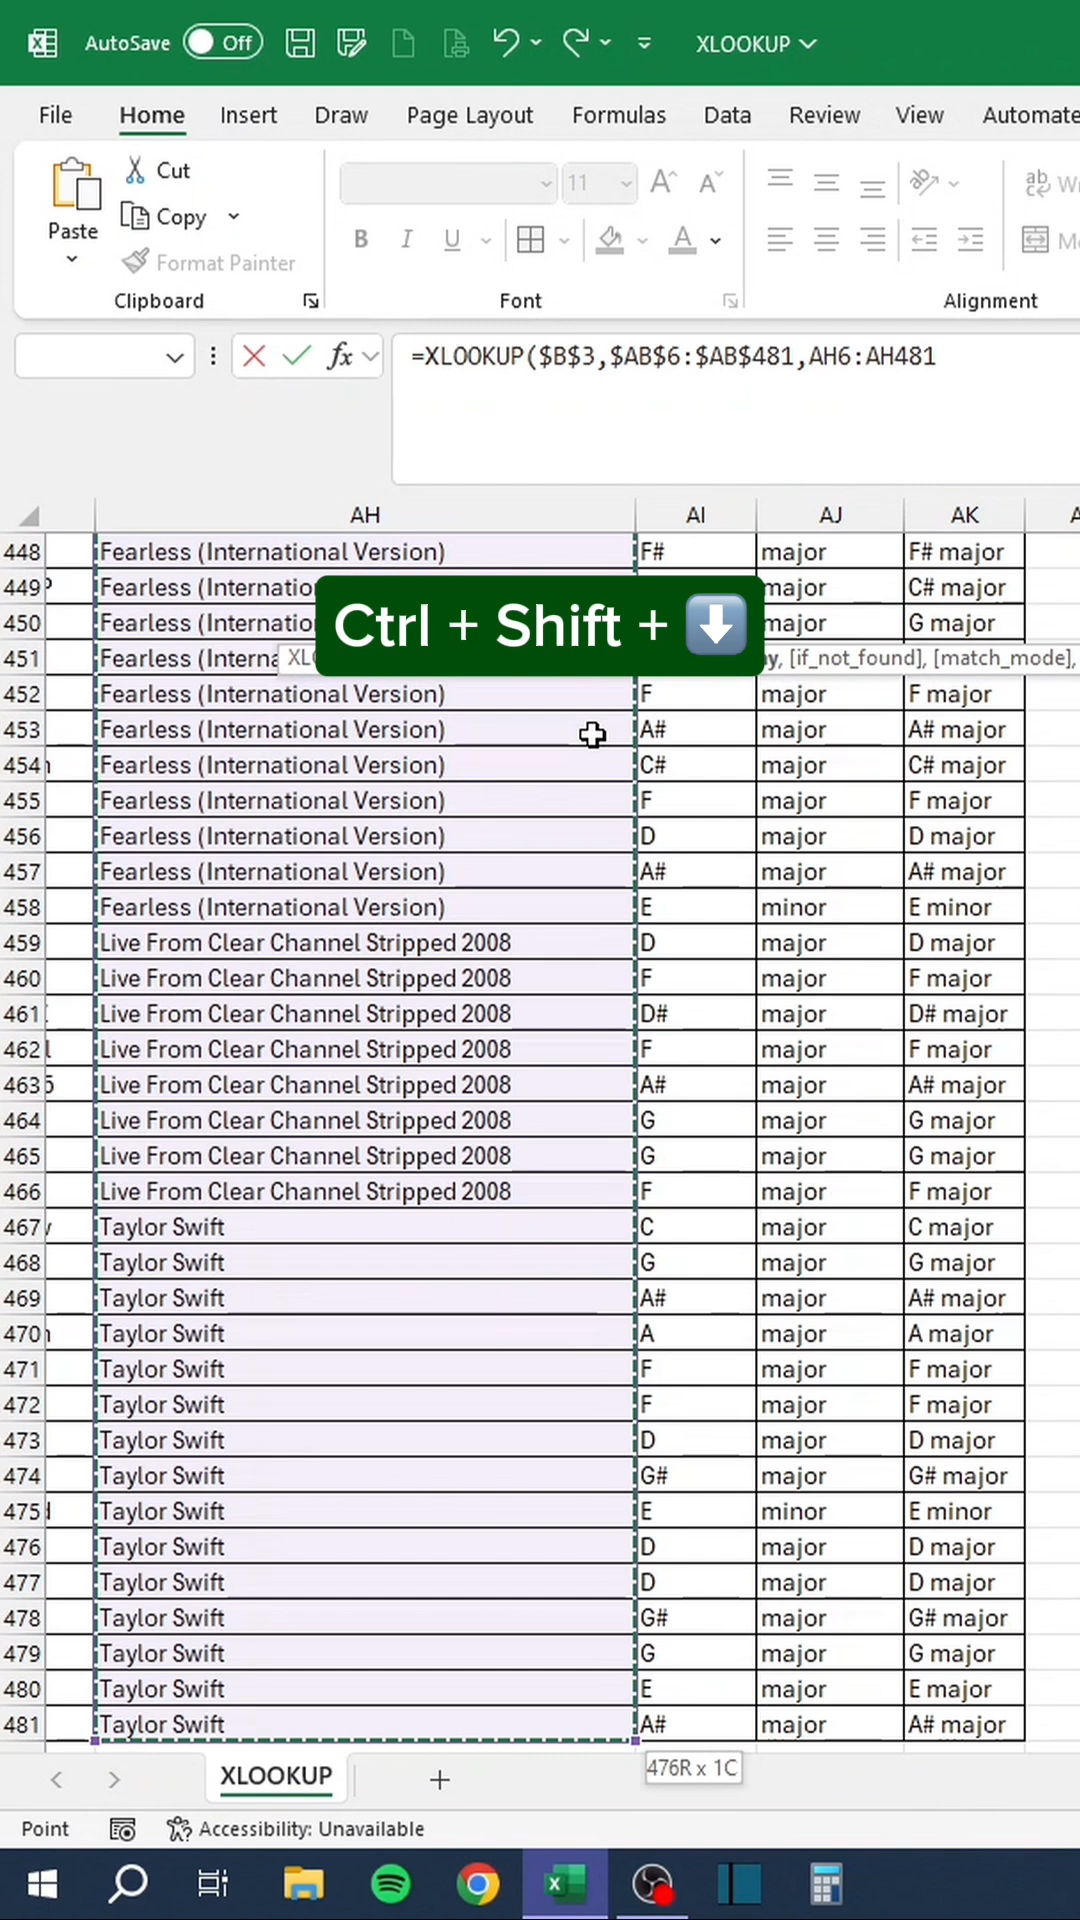 AutoSave Off XLOOKUP
File Home Insert Draw Page Layout Formulas Data Review View Automate
Paste Cut Copy Format Painter
11 A A ab
B I U A
Clipboard Font Alignment
fx =XLOOKUP($B$3,$AB$6:$AB$481,AH6:AH481
AH AI AJ AK
448 Fearless (International Version) F# major F# major
449 Fearless major C# major
450 Fearless major G major
Ctrl + Shift + ⬇
451 Fearless [if_not_found], [match_mode],
452 Fearless (International Version) F major F major
453 Fearless (International Version) A# major A# major
454 Fearless (International Version) C# major C# major
455 Fearless (International Version) F major F major
456 Fearless (International Version) D major D major
457 Fearless (International Version) A# major A# major
458 Fearless (International Version) E minor E minor
459 Live From Clear Channel Stripped 2008 D major D major
460 Live From Clear Channel Stripped 2008 F major F major
461 Live From Clear Channel Stripped 2008 D# major D# major
462 Live From Clear Channel Stripped 2008 F major F major
463 Live From Clear Channel Stripped 2008 A# major A# major
464 Live From Clear Channel Stripped 2008 G major G major
465 Live From Clear Channel Stripped 2008 G major G major
466 Live From Clear Channel Stripped 2008 F major F major
467 Taylor Swift C major C major
468 Taylor Swift G major G major
469 Taylor Swift A# major A# major
470 Taylor Swift A major A major
471 Taylor Swift F major F major
472 Taylor Swift F major F major
473 Taylor Swift D major D major
474 Taylor Swift G# major G# major
475 Taylor Swift E minor E minor
476 Taylor Swift D major D major
477 Taylor Swift D major D major
478 Taylor Swift G# major G# major
479 Taylor Swift G major G major
480 Taylor Swift E major E major
481 Taylor Swift A# major A# major
476R x 1C
XLOOKUP
Point Accessibility: Unavailable